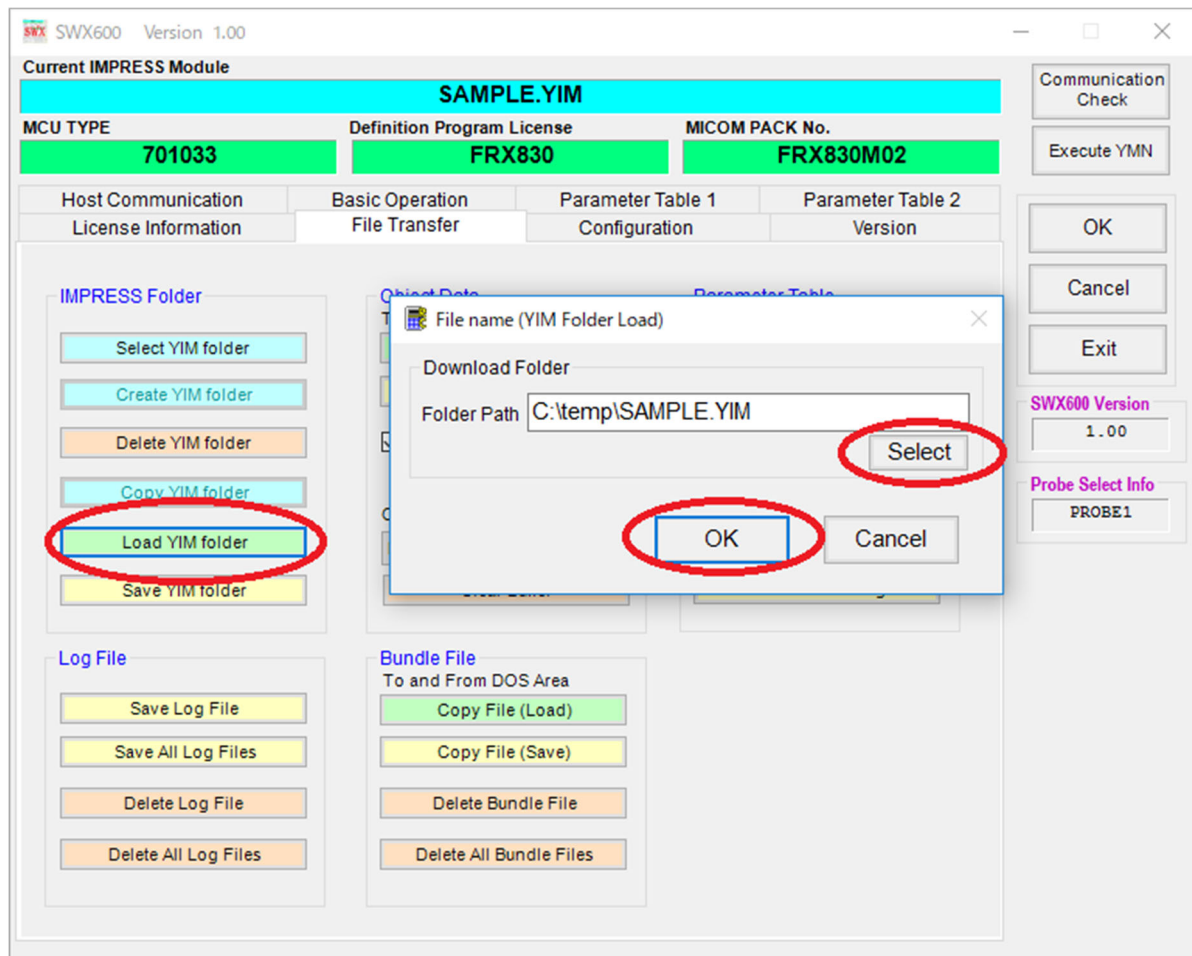 SWX SWX600 Version 1.00
Current IMPRESS Module
SAMPLE.YIM
MCU TYPE Definition Program License MICOM PACK No.
701033 FRX830 FRX830M02
Communication
Check
Execute YMN
Host Communication Basic Operation Parameter Table 1 Parameter Table 2
License Information File Transfer Configuration Version
OK
Cancel
Exit
SWX600 Version
1.00
Probe Select Info
PROBE1
IMPRESS Folder
Select YIM folder
Create YIM folder
Delete YIM folder
Copy YIM folder
Load YIM folder
Save YIM folder
Object Data
Parameter Table
File name (YIM Folder Load)
Download Folder
Folder Path C:\temp\SAMPLE.YIM
Select
OK Cancel
Log File
Save Log File
Save All Log Files
Delete Log File
Delete All Log Files
Bundle File
To and From DOS Area
Copy File (Load)
Copy File (Save)
Delete Bundle File
Delete All Bundle Files